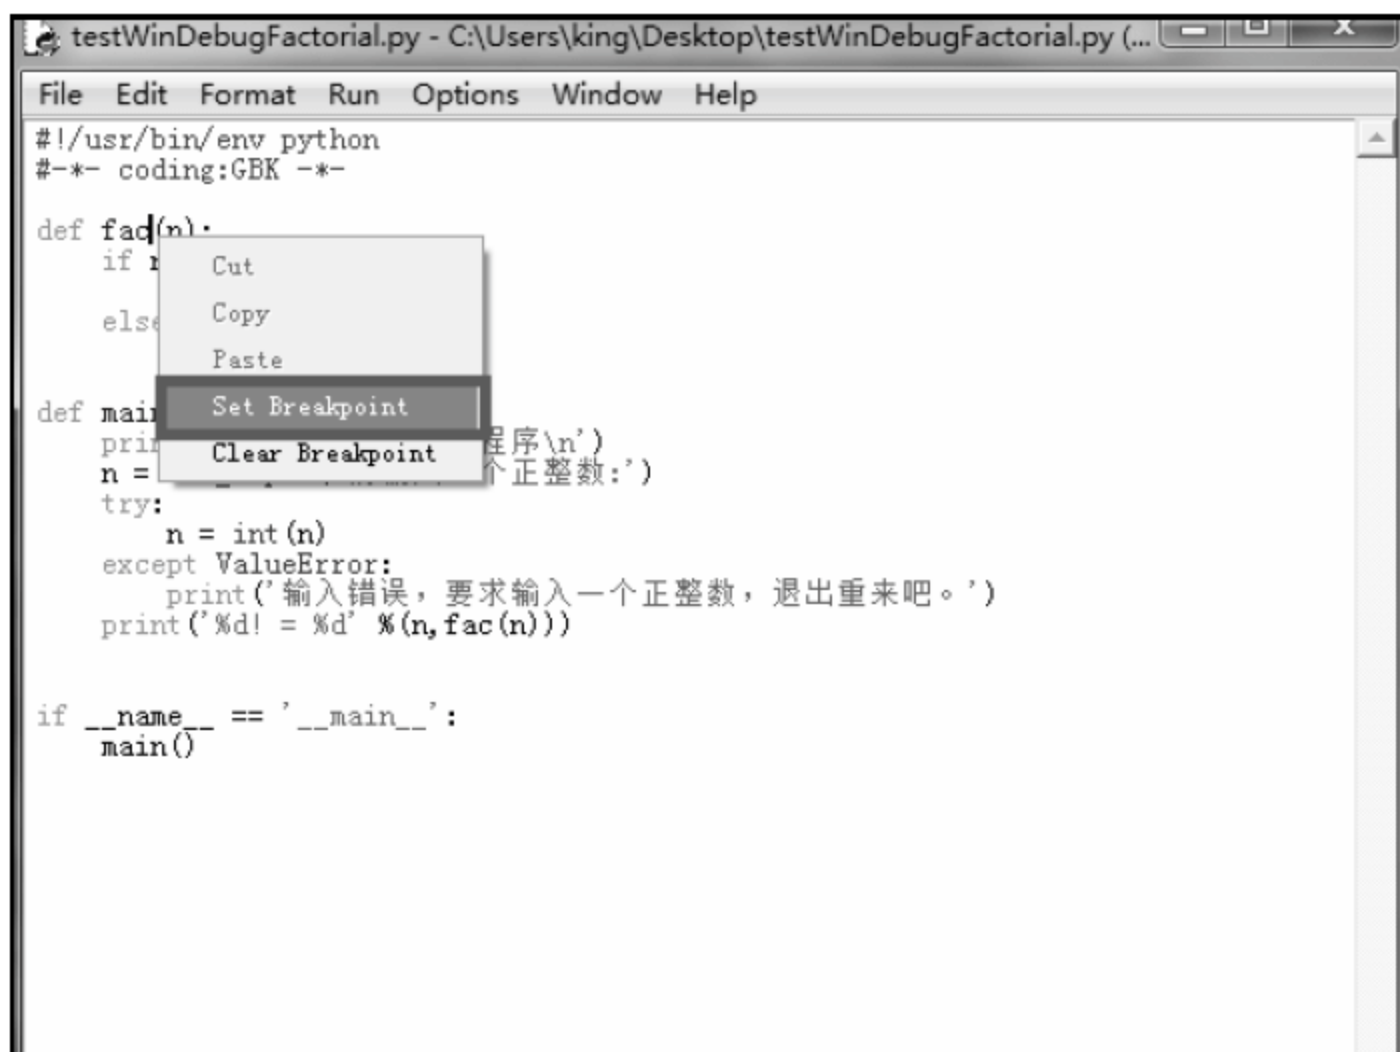 testWinDebugFactorial.py - C:\Users\king\Desktop\testWinDebugFactorial.py (...
File Edit Format Run Options Window Help
#!/usr/bin/env python
#-*- coding:GBK -*-
def fac(n):
if
Cut
Copy
else
Paste
Set Breakpoint
def main
Clear Breakpoint
程序\n')
n = 个正整数:')
try:
n = int(n)
except ValueError:
print('输入错误，要求输入一个正整数，退出重来吧。')
print('%d! = %d' %(n,fac(n)))
if __name__ == '__main__':
main()